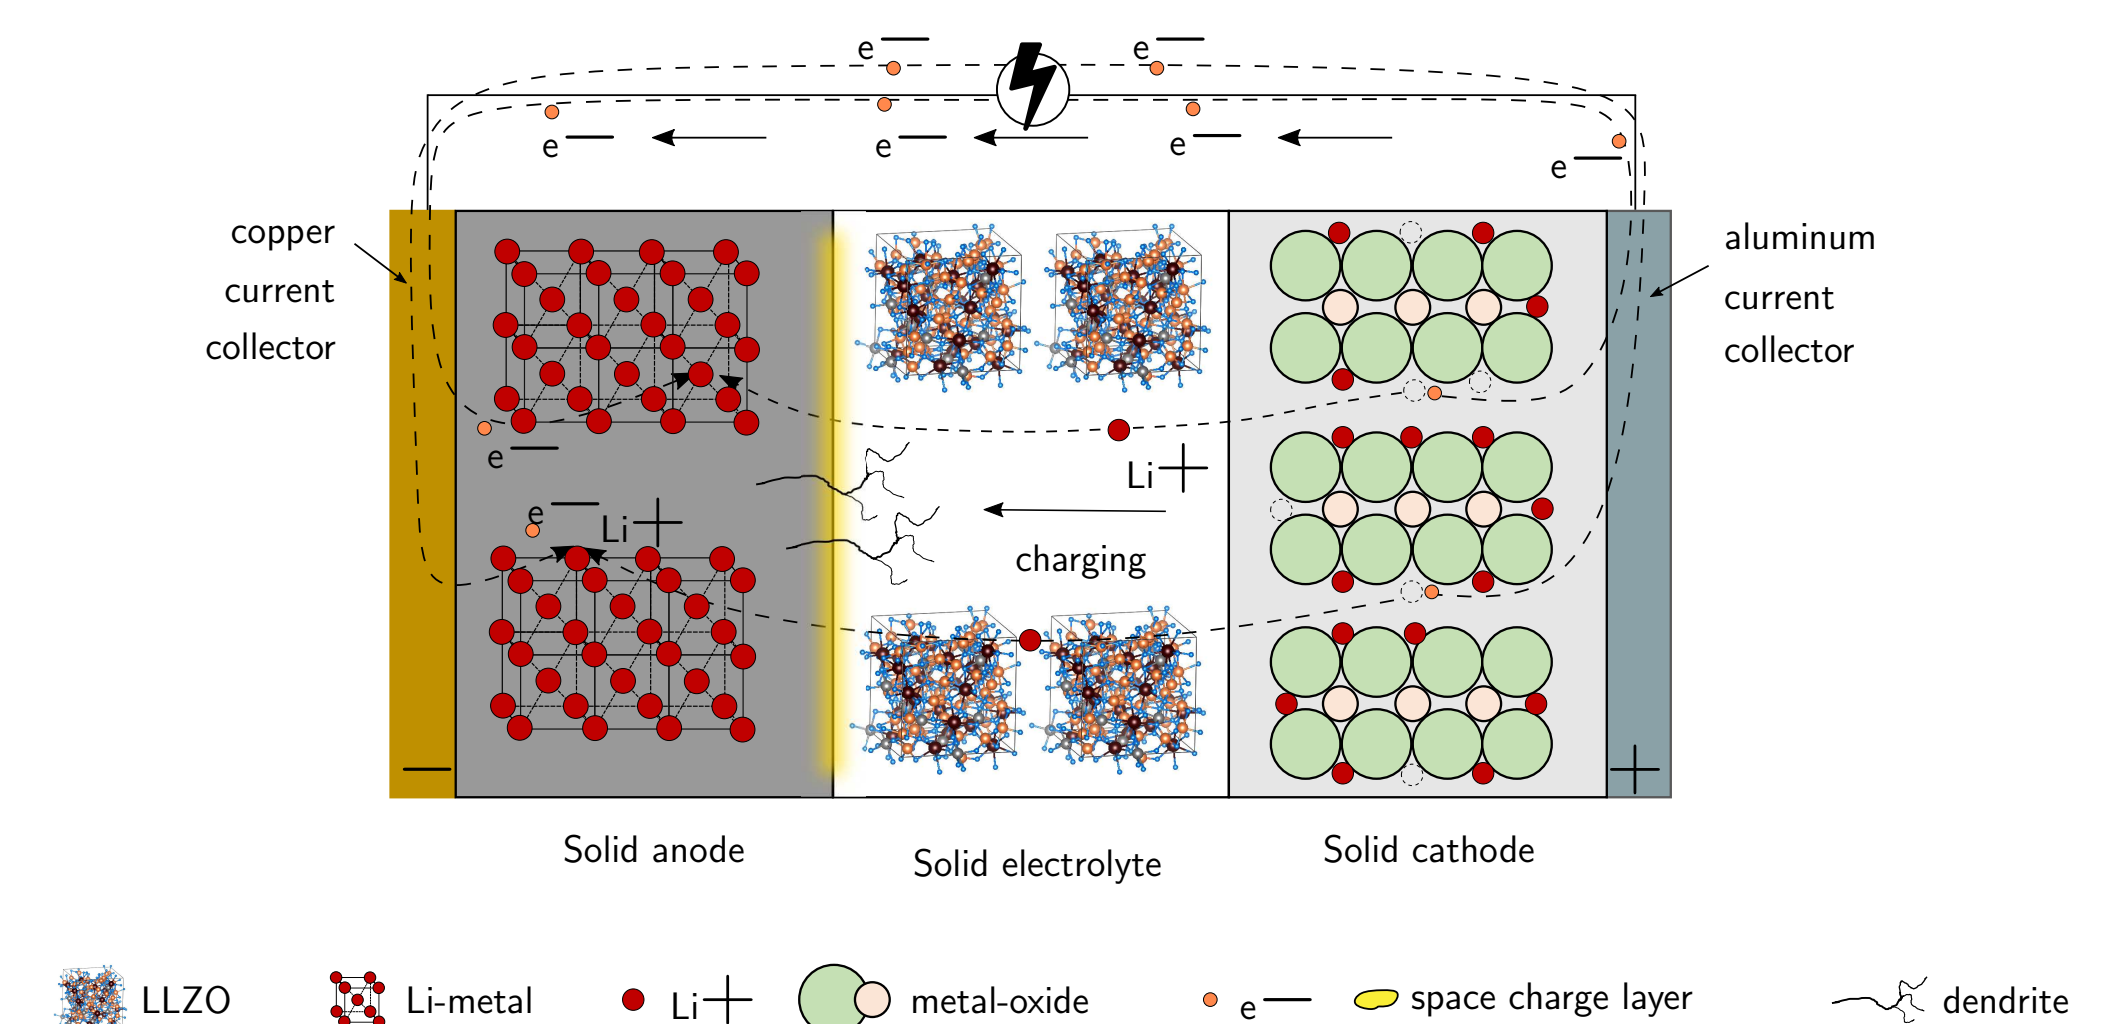 e−
e−
e−
e−
e−
e−
copper
current
collector
aluminum
current
collector
e−
Li+
e−
Li+
charging
−
+
Solid anode
Solid electrolyte
Solid cathode
LLZO
Li-metal
Li+
metal-oxide
e−
space charge layer
dendrite